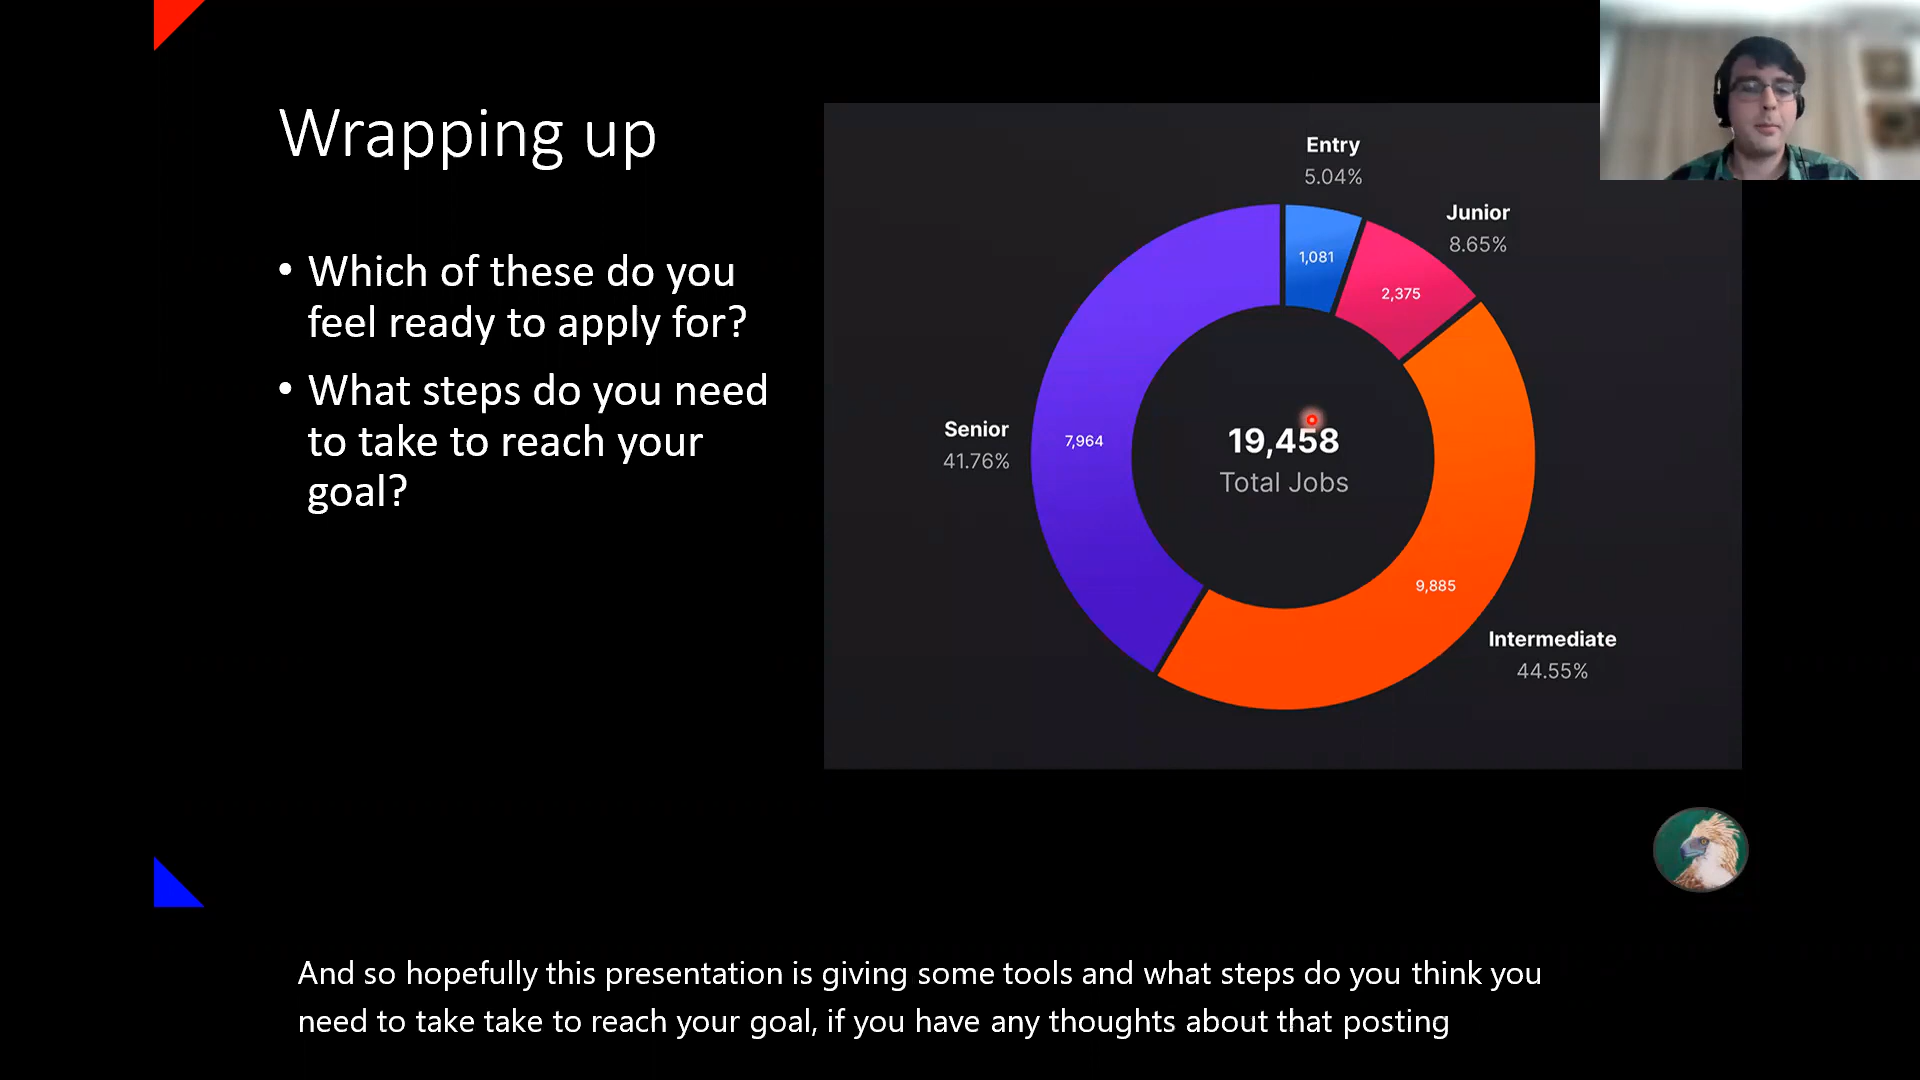 Wrapping up
• Which of these do you
feel ready to apply for?
• What steps do you need
to take to reach your
goal?
Entry
5.04%
Junior
8.65%
1,081
2,375
Senior
41.76%
7,964
19,458
Total Jobs
9,885
Intermediate
44.55%
And so hopefully this presentation is giving some tools and what steps do you think you
need to take take to reach your goal, if you have any thoughts about that posting